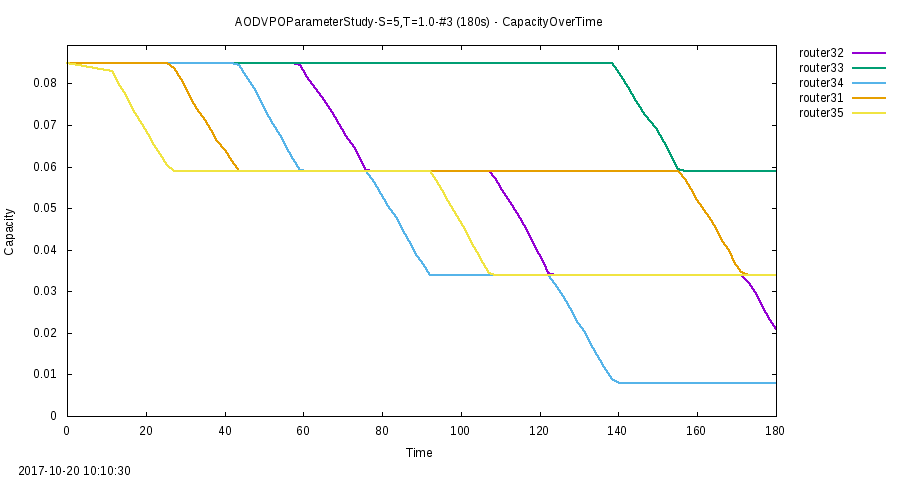 AODVPOParameterStudy-S=5,T=1.0-#3 (180s) - CapacityOverTime
router32
router33
router34
router31
router35
0.08
0.07
0.06
0.05
0.04
0.03
0.02
0.01
0
Capacity
0 20 40 60 80 100 120 140 160 180
Time
2017-10-20 10:10:30